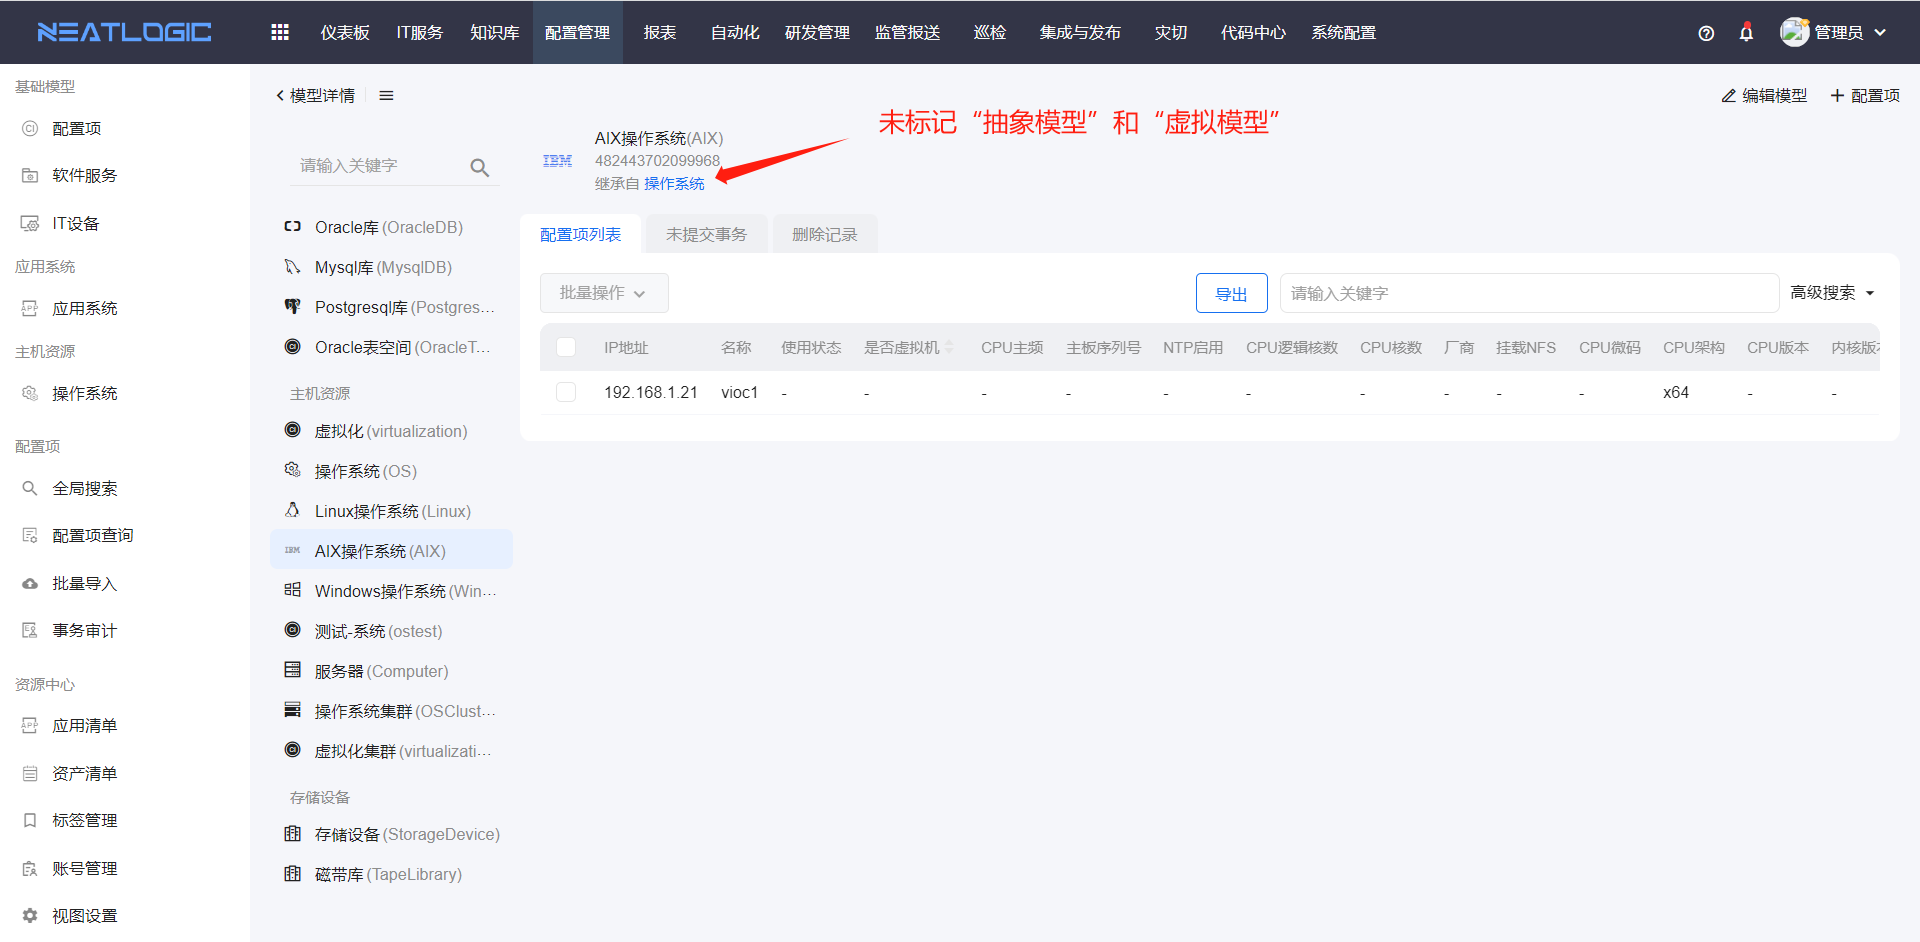 NEATLOGIC
仪表板 IT服务 知识库 配置管理 报表 自动化 研发管理 监管报送 巡检 集成与发布 灾切 代码中心 系统配置
管理员
基础模型
配置项
软件服务
IT设备
应用系统
应用系统
主机资源
操作系统
配置项
全局搜索
配置项查询
批量导入
事务审计
资源中心
应用清单
资产清单
标签管理
账号管理
视图设置
模型详情
编辑模型
配置项
请输入关键字
Oracle库(OracleDB)
Mysql库(MysqlDB)
Postgresql库(Postgres...
Oracle表空间(OracleT...
主机资源
虚拟化(virtualization)
操作系统(OS)
Linux操作系统(Linux)
IBM AIX操作系统(AIX)
Windows操作系统(Win...
测试-系统(ostest)
服务器(Computer)
操作系统集群(OSClust...
虚拟化集群(virtualizati...
存储设备
存储设备(StorageDevice)
磁带库(TapeLibrary)
IBM
AIX操作系统(AIX)
482443702099968
继承自 操作系统
未标记“抽象模型”和“虚拟模型”
配置项列表 未提交事务 删除记录
批量操作
导出
请输入关键字
高级搜索
IP地址 名称 使用状态 是否虚拟机 CPU主频 主板序列号 NTP启用 CPU逻辑核数 CPU核数 厂商 挂载NFS CPU微码 CPU架构 CPU版本 内核版本
192.168.1.21 vioc1 - - - - - - - - - - x64 - -